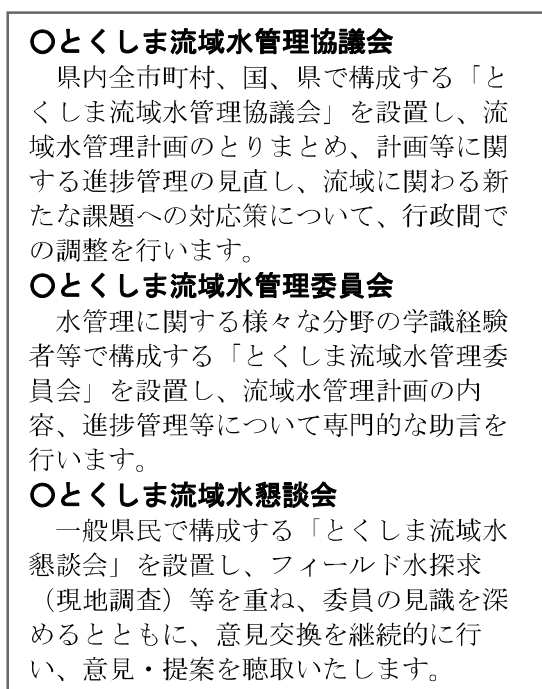 ○とくしま流域水管理協議会
　県内全市町村、国、県で構成する「と
くしま流域水管理協議会」を設置し、流
域水管理計画のとりまとめ、計画等に関
する進捗管理の見直し、流域に関わる新
たな課題への対応策について、行政間で
の調整を行います。
○とくしま流域水管理委員会
　水管理に関する様々な分野の学識経験
者等で構成する「とくしま流域水管理委
員会」を設置し、流域水管理計画の内
容、進捗管理等について専門的な助言を
行います。
○とくしま流域水懇談会
　一般県民で構成する「とくしま流域水
懇談会」を設置し、フィールド水探求
（現地調査）等を重ね、委員の見識を深
めるとともに、意見交換を継続的に行
い、意見・提案を聴取いたします。